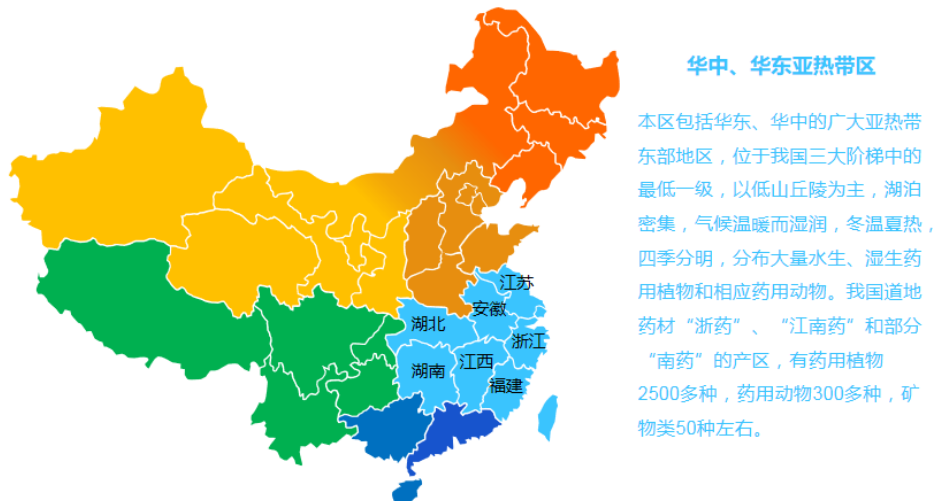 华中、华东亚热带区
本区包括华东、华中的广大亚热带
东部地区，位于我国三大阶梯中的
最低一级，以低山丘陵为主，湖泊
密集，气候温暖而湿润，冬温夏热，
四季分明，分布大量水生、湿生药
用植物和相应药用动物。我国道地
药材“浙药”、“江南药”和部分
“南药”的产区，有药用植物
2500多种，药用动物300多种，矿
物类50种左右。
江苏
安徽
湖北
浙江
江西
湖南
福建